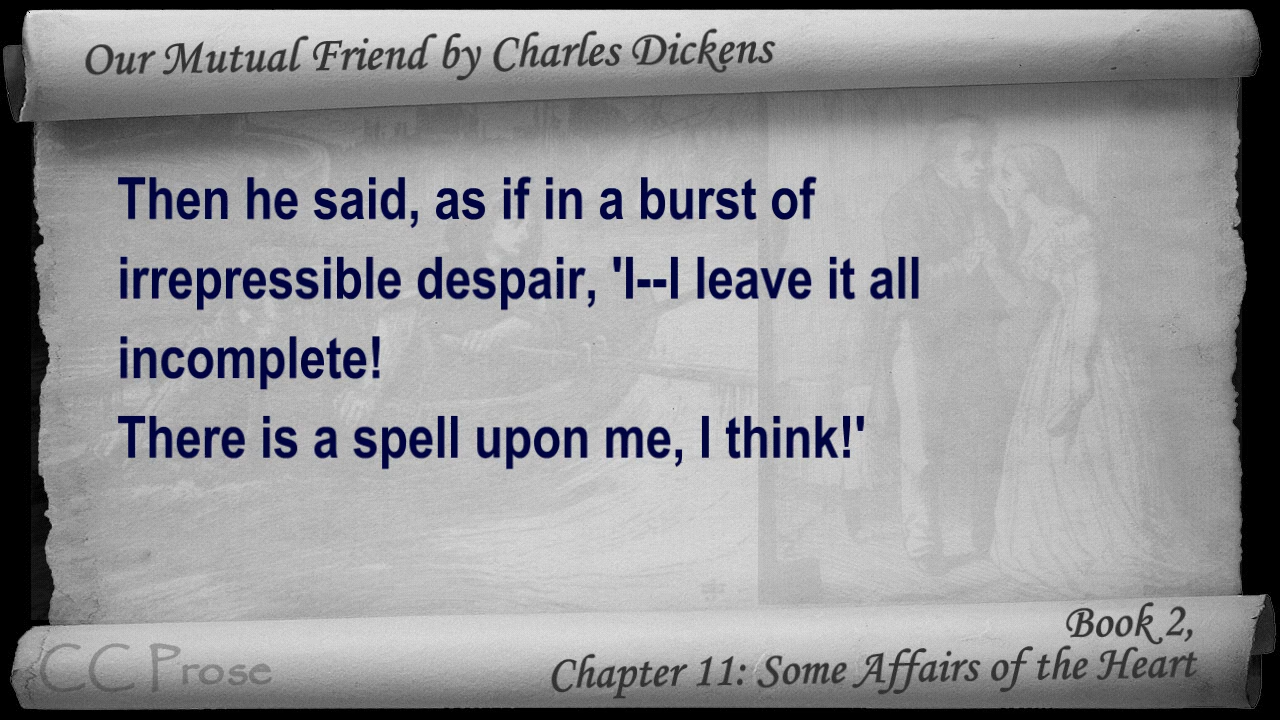 Our Mutual Friend by Charles Dickens
Then he said, as if in a burst of
irrepressible despair, 'I--I leave it all
incomplete!
There is a spell upon me, I think!'
Book 2,
Chapter 11: Some Affairs of the Heart
CC Prose